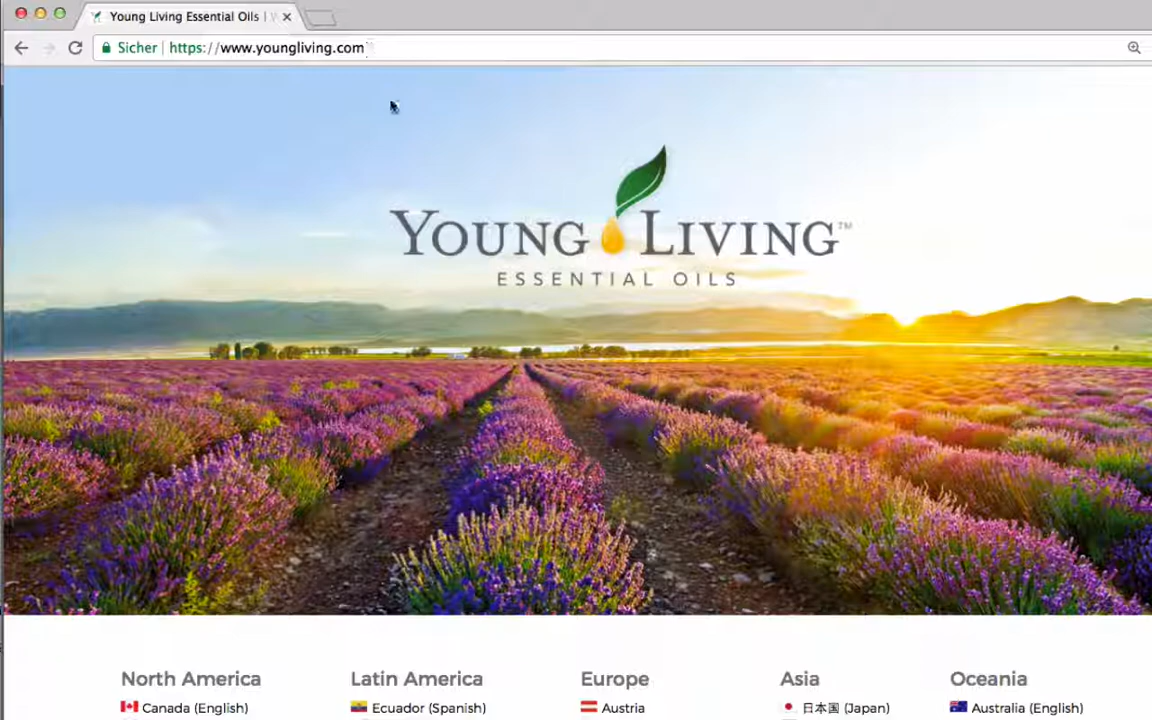 Young Living Essential Oils |
Sicher | https://www.youngliving.com
YOUNG LIVING™
ESSENTIAL OILS
North America
Latin America
Europe
Asia
Oceania
Canada (English)
Ecuador (Spanish)
Austria
日本国 (Japan)
Australia (English)